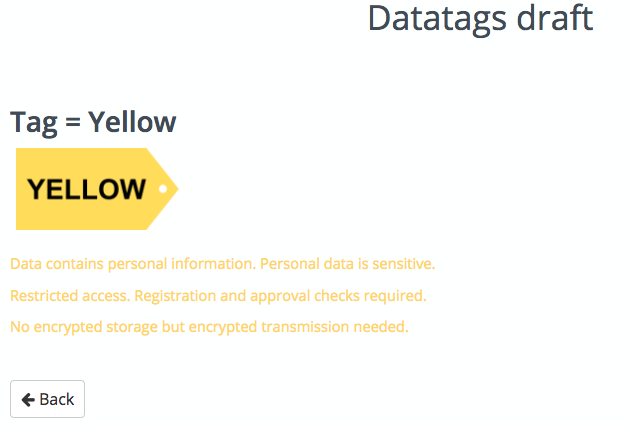 Datatags draft
Tag = Yellow
YELLOW
Data contains personal information. Personal data is sensitive.
Restricted access. Registration and approval checks required.
No encrypted storage but encrypted transmission needed.
Back